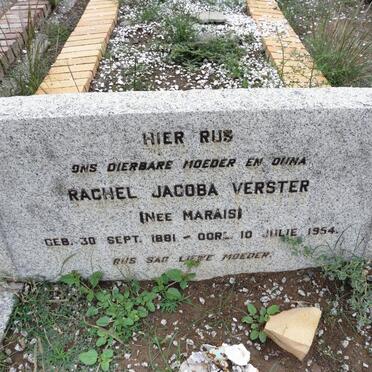 HIER RUS
ONS DIERBARE MOEDER EN OUMA
RACHEL JACOBA VERSTER
(NEE MARAIS)
GEB. 30 SEPT. 1881 - OORL. 10 JULIE 1954.
RUS SAG LIEWE MOEDER.